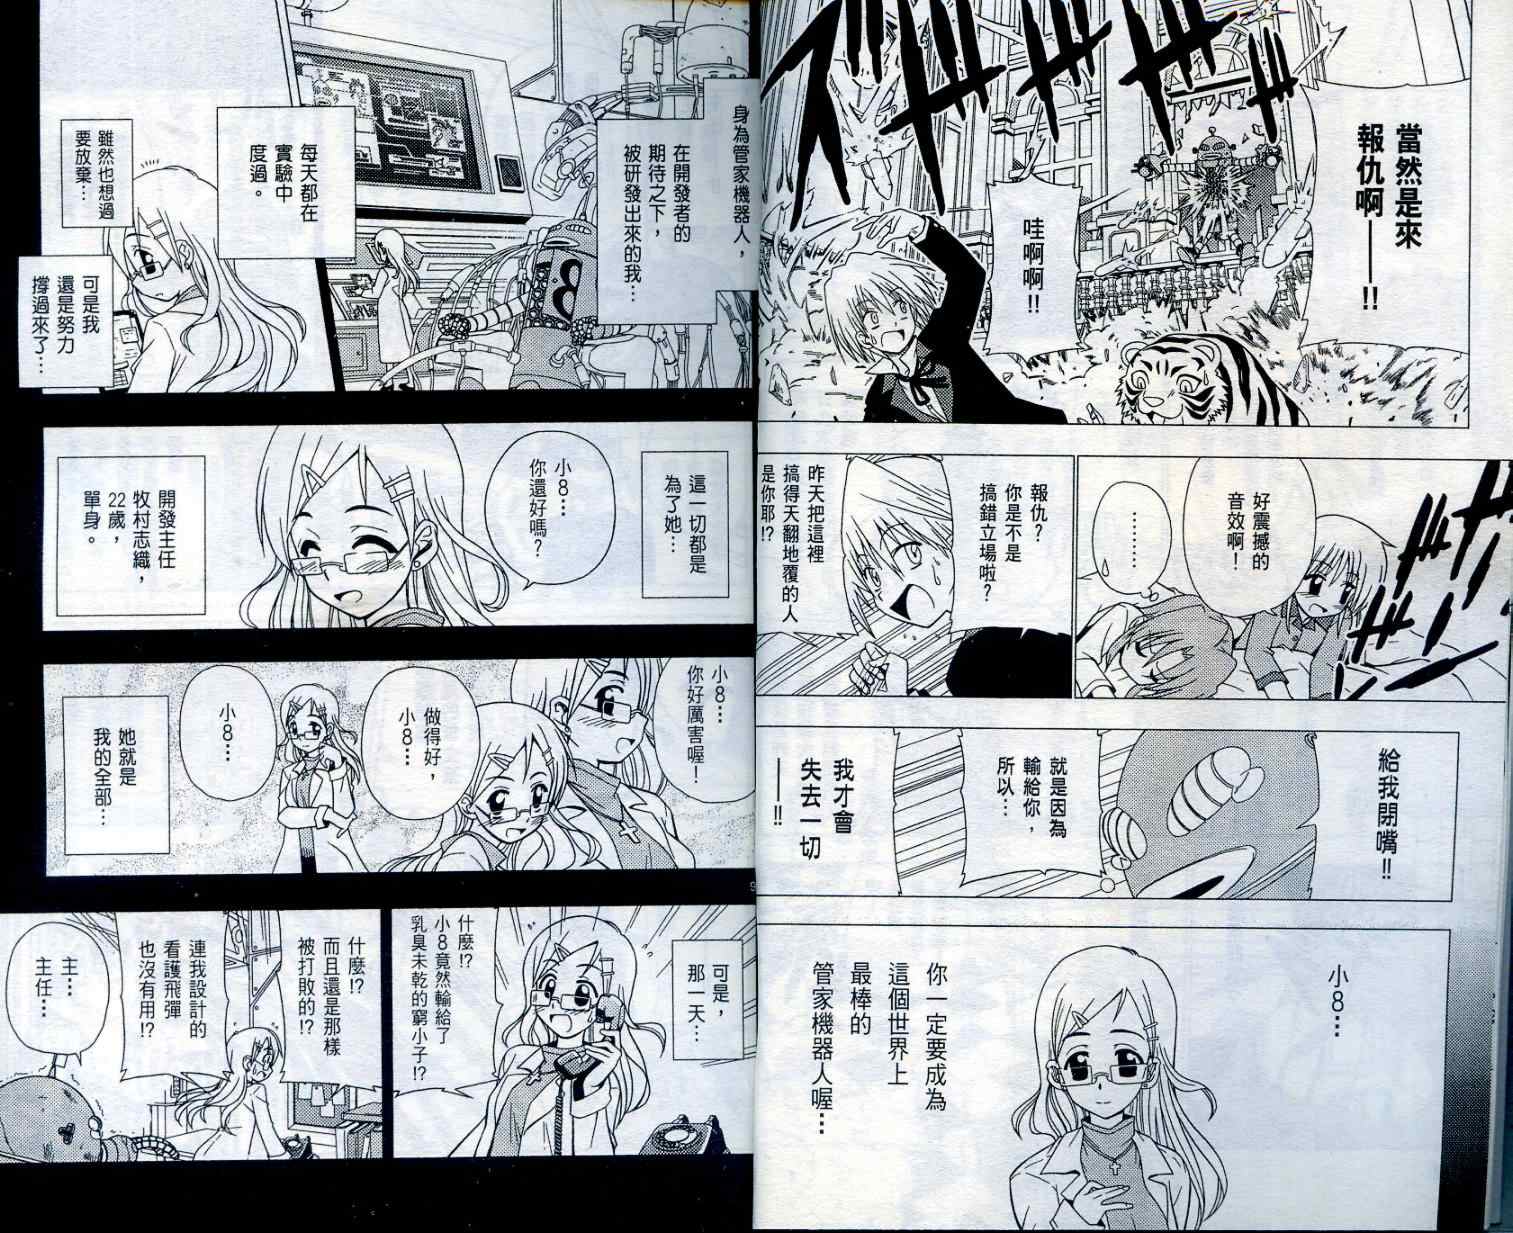 當然是來
報仇啊——!!
哇啊啊!!
好震撼的
音效啊!
………
報仇?
你是不是
搞錯立場啦?
昨天把這裡
搞得天翻地覆的人
是你耶!?
給我閉嘴!!
就是因為
輸給你，
所以…
我才會
失去一切
——!!
小8…
你一定要成為
這個世界上
最棒的
管家機器人喔…
身為管家機器人，
在開發者的
期待之下，
被研發出來的我…
每天都在
實驗中
度過。
雖然也想過
要放棄…
可是我
還是努力
撐過來了…
這一切都是
為了她…
小8…
你還好嗎?
開發主任
牧村志織，
22歲，
單身。
小8…
你好厲害喔!
做得好，
小8…
小8…
她就是
我的全部…
可是，
那一天…
什麼!?
小8竟然輸給了
乳臭未乾的窮小子!?
什麼!?
而且還是那樣
被打敗的!?
連我設計的
看護飛彈
也沒有用!?
主…
主任…